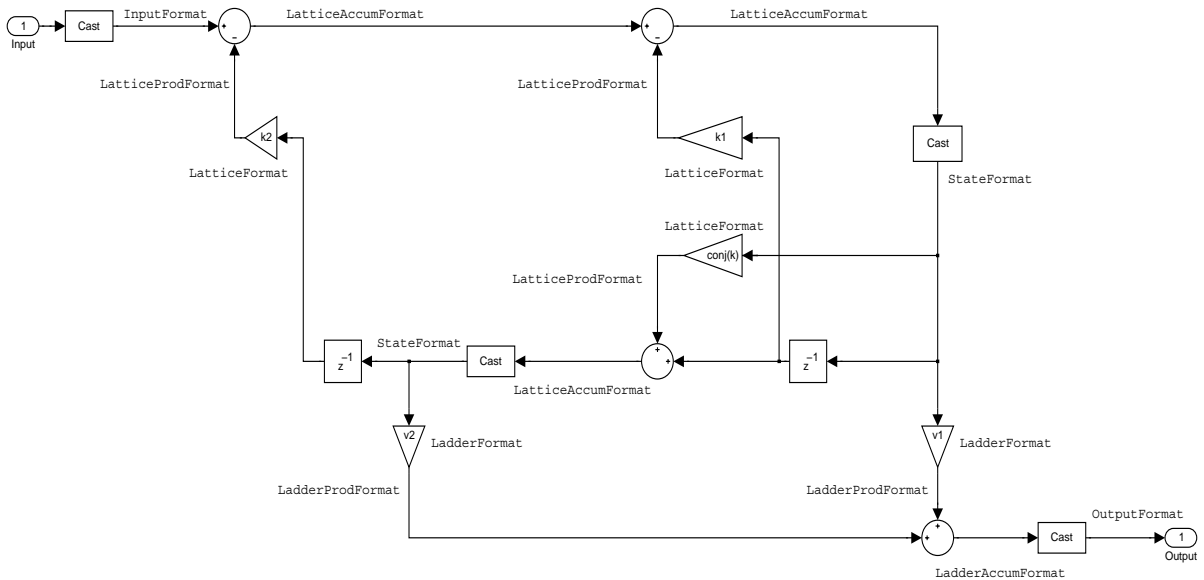 InputFormat
LatticeAccumFormat
LatticeAccumFormat
1
Cast
+
−
+
−
Input
LatticeProdFormat
LatticeProdFormat
k2
k1
Cast
LatticeFormat
LatticeFormat
StateFormat
LatticeFormat
conj(k)
LatticeProdFormat
StateFormat
z−1
Cast
+
+
z−1
LatticeAccumFormat
v2
LadderFormat
v1
LadderFormat
LadderProdFormat
LadderProdFormat
OutputFormat
+
+
Cast
1
Output
LadderAccumFormat